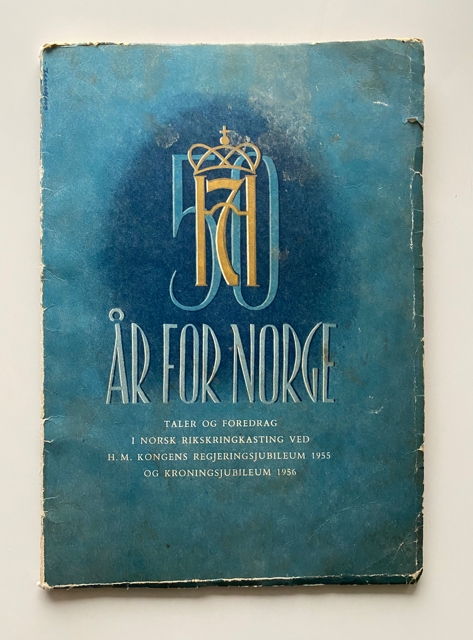 50
H7
ÅR FOR NORGE
TALER OG FOREDRAG
I NORSK RIKSKRINGKASTING VED
H. M. KONGENS REGJERINGSJUBILEUM 1955
OG KRONINGSJUBILEUM 1956